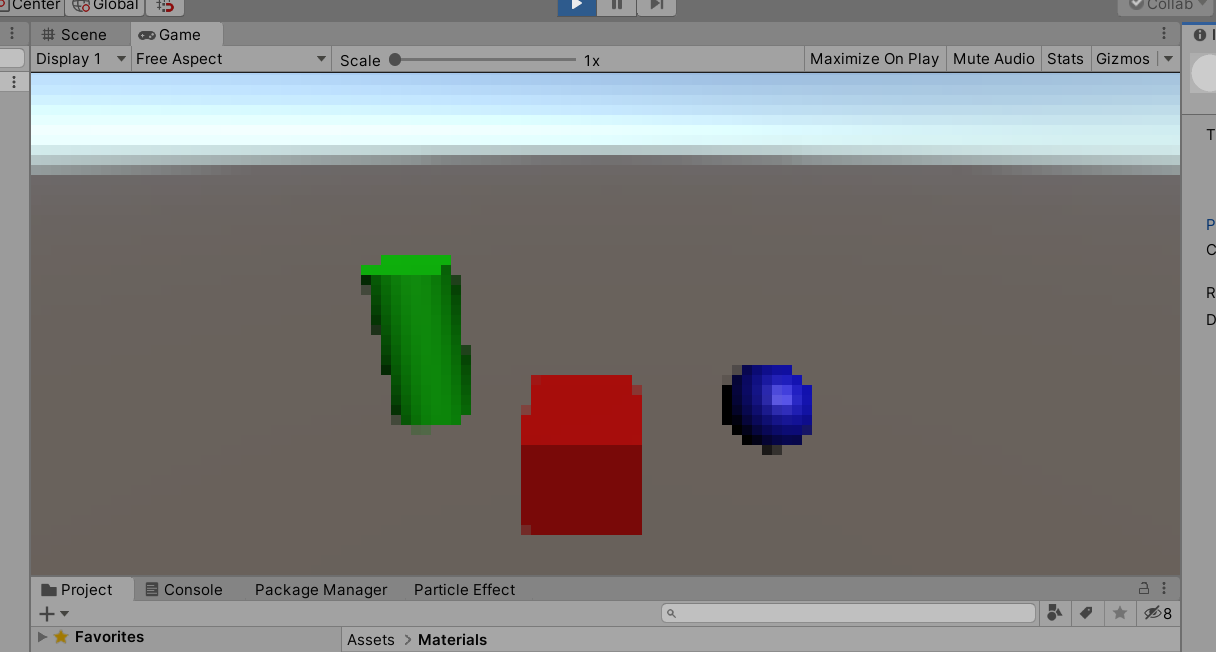 Center Global Collab
Scene Game
Display 1 Free Aspect Scale 1x Maximize On Play Mute Audio Stats Gizmos
Project Console Package Manager Particle Effect
8
Favorites Assets > Materials